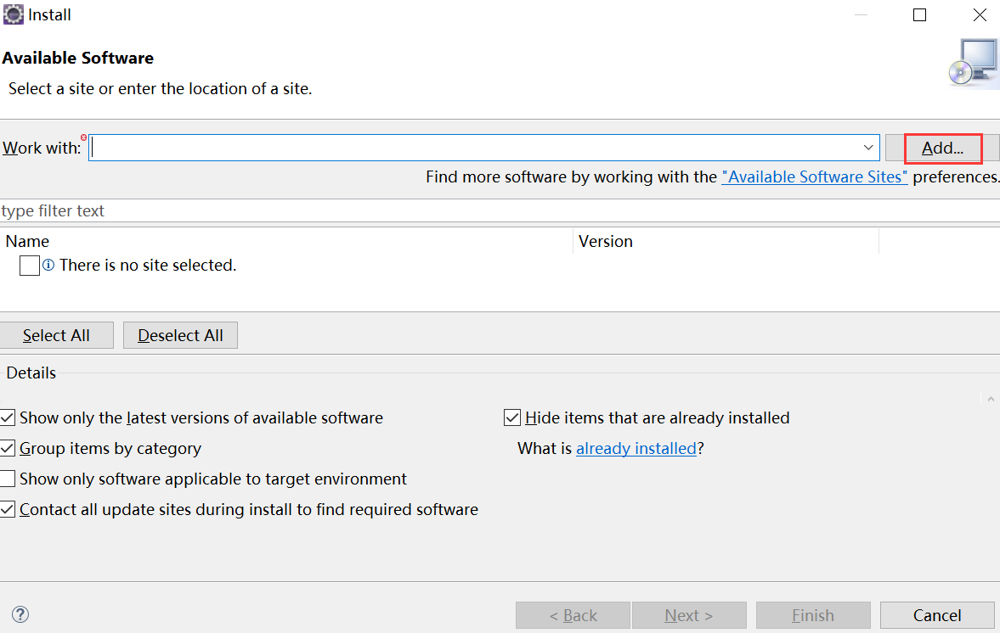 Install
Available Software
Select a site or enter the location of a site.
Work with:
Add...
Find more software by working with the "Available Software Sites" preferences.
type filter text
Name Version
There is no site selected.
Select All Deselect All
Details
Show only the latest versions of available software Hide items that are already installed
Group items by category What is already installed?
Show only software applicable to target environment
Contact all update sites during install to find required software
? < Back Next > Finish Cancel